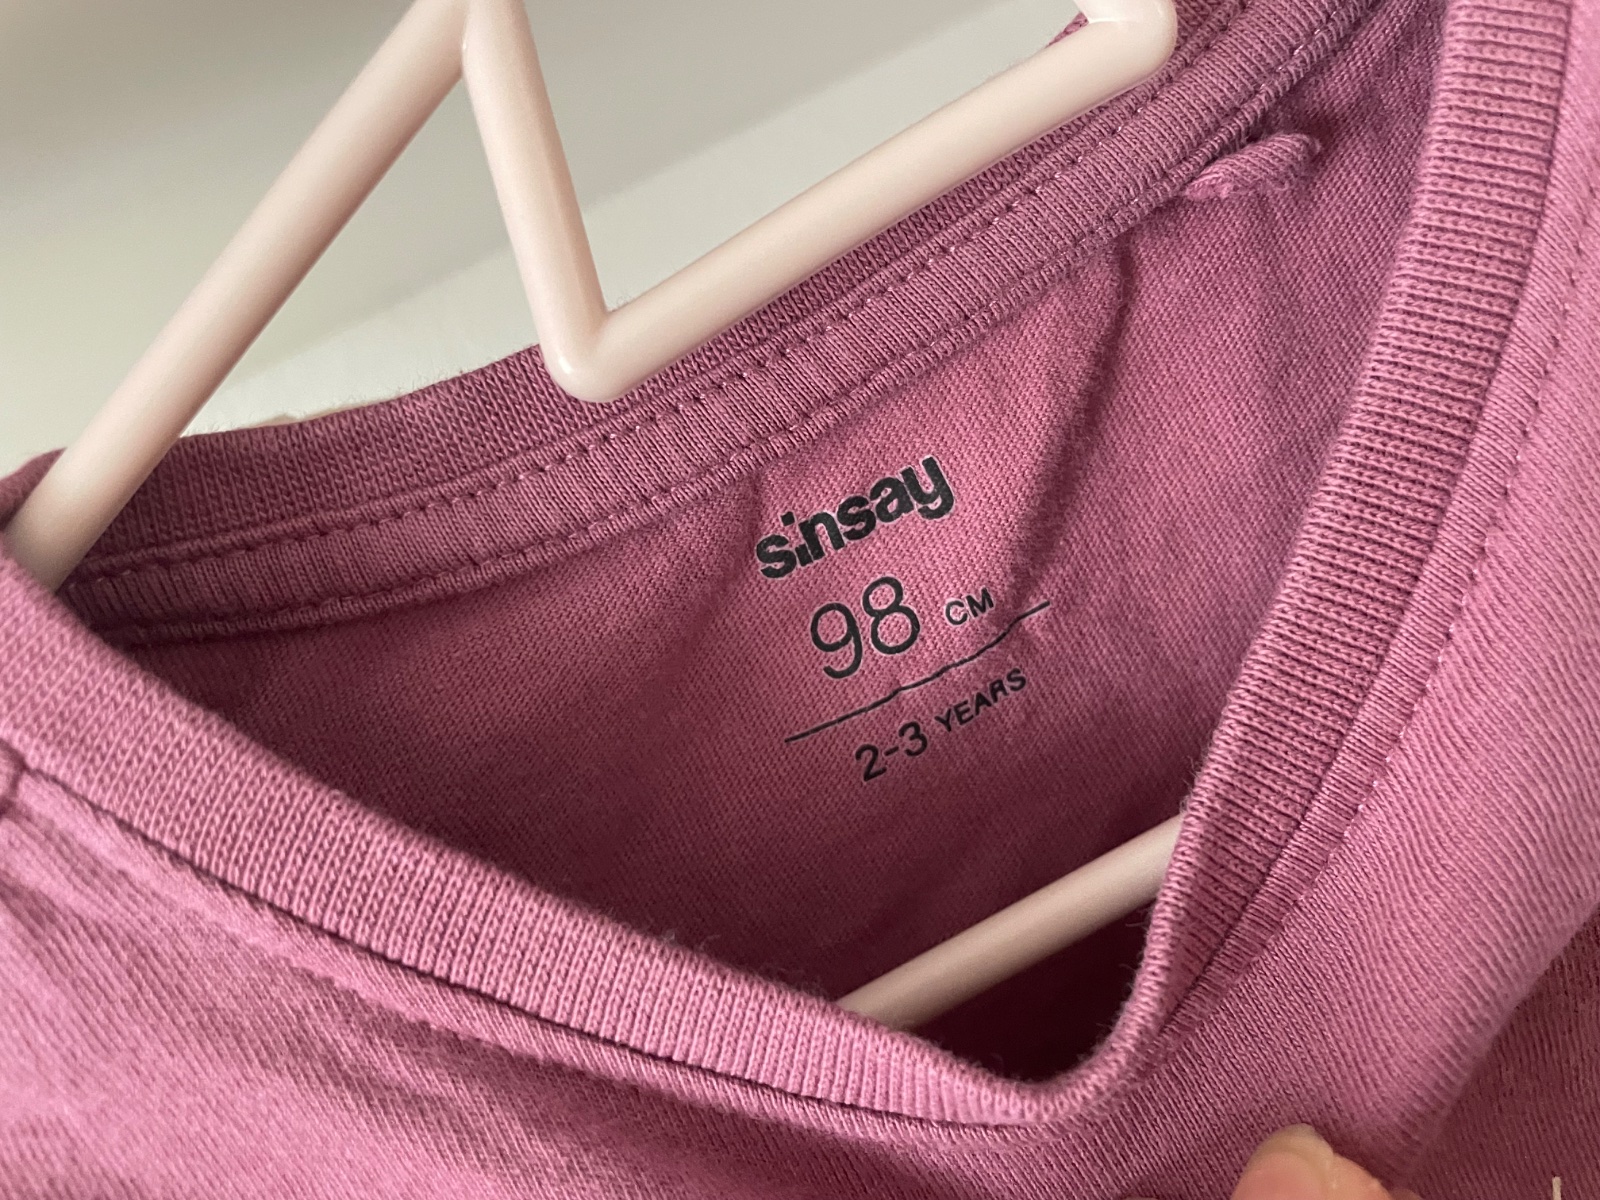 sinsay
98 CM
2-3 YEARS